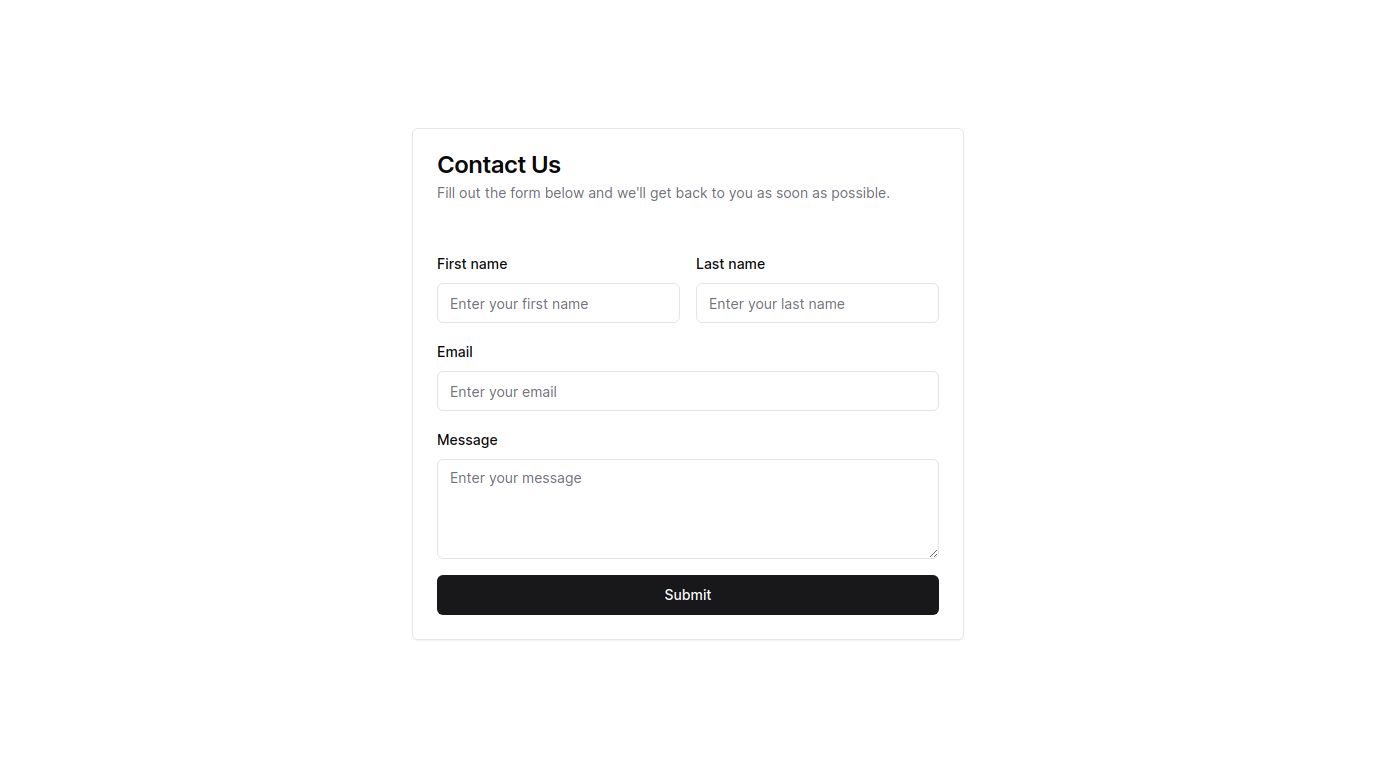 Contact Us
Fill out the form below and we'll get back to you as soon as possible.
First name
Last name
Enter your first name
Enter your last name
Email
Enter your email
Message
Enter your message
Submit